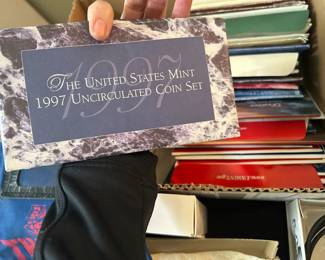 1997
THE UNITED STATES MINT
1997 UNCIRCULATED COIN SET